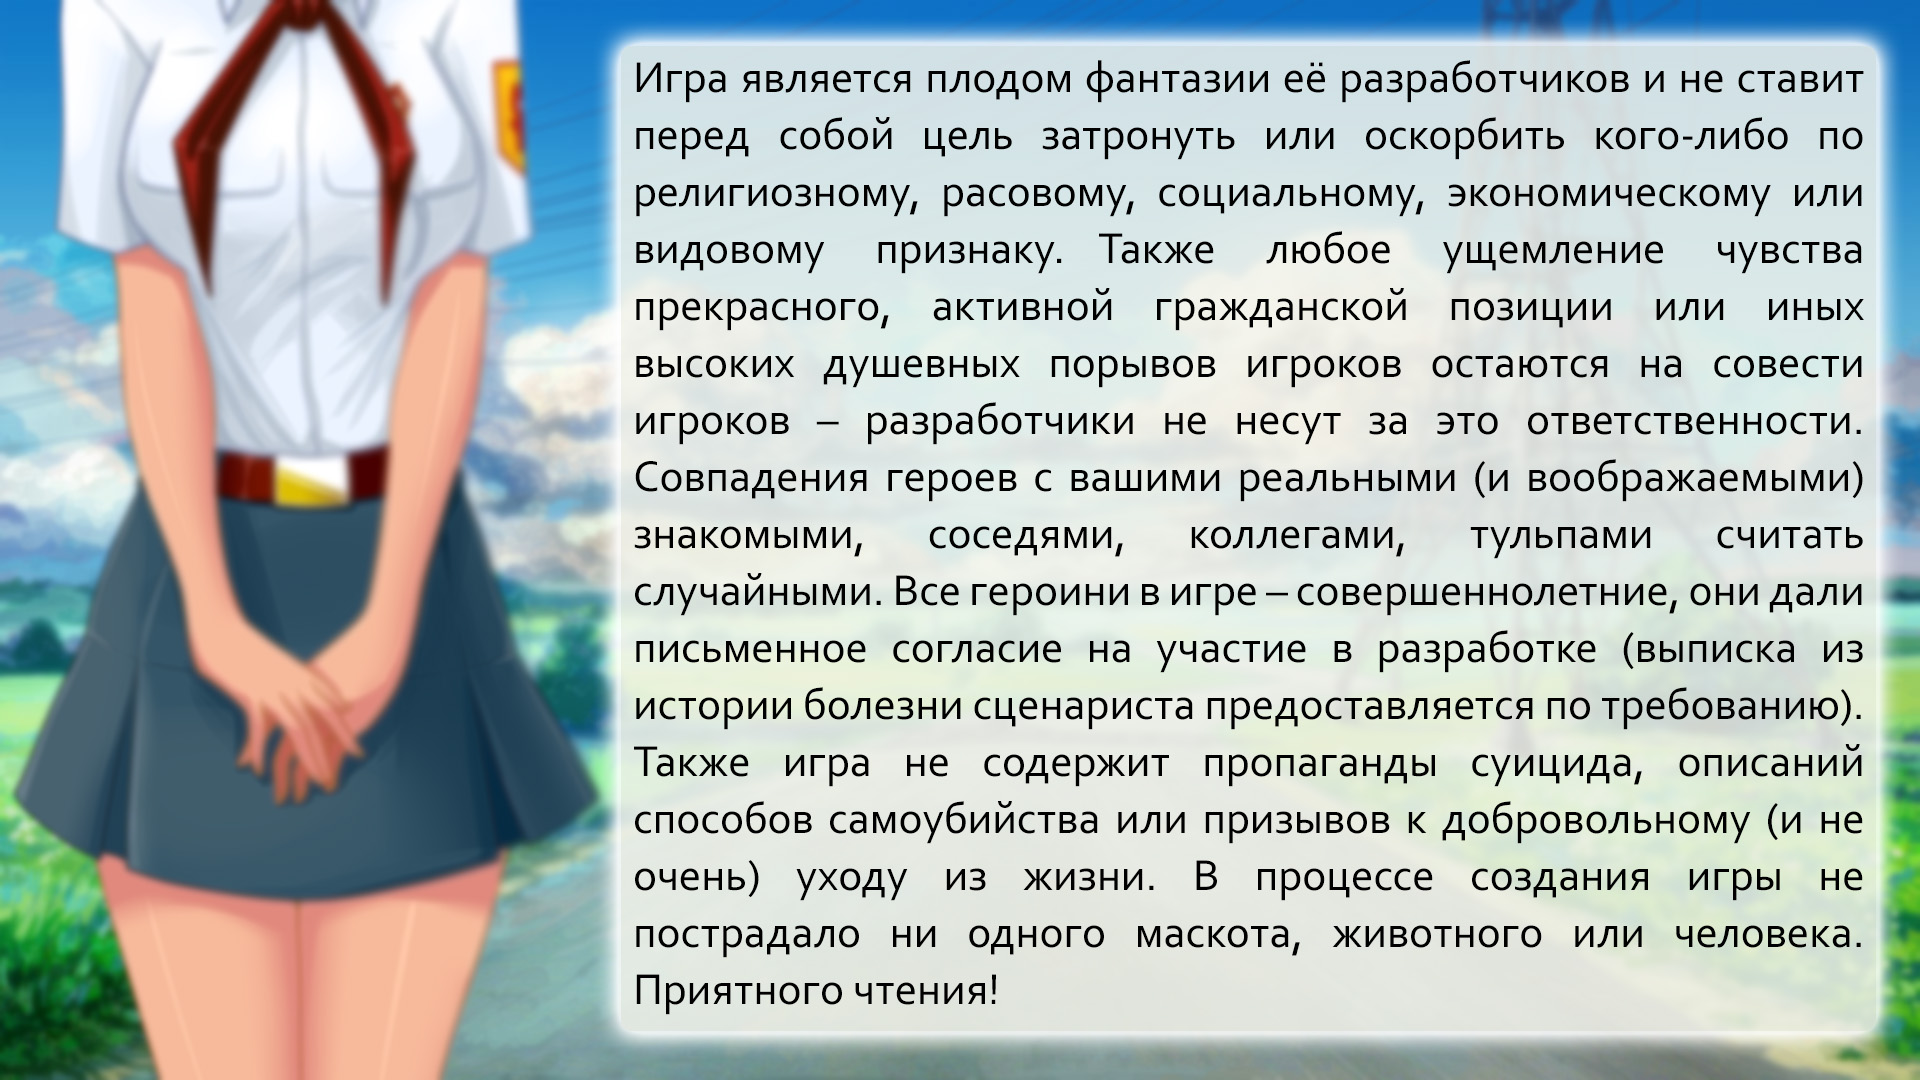 Игра является плодом фантазии её разработчиков и не ставит
перед собой цель затронуть или оскорбить кого-либо по
религиозному, расовому, социальному, экономическому или
видовому признаку. Также любое ущемление чувства
прекрасного, активной гражданской позиции или иных
высоких душевных порывов игроков остаются на совести
игроков – разработчики не несут за это ответственности.
Совпадения героев с вашими реальными (и воображаемыми)
знакомыми, соседями, коллегами, тульпами считать
случайными. Все героини в игре – совершеннолетние, они дали
письменное согласие на участие в разработке (выписка из
истории болезни сценариста предоставляется по требованию).
Также игра не содержит пропаганды суицида, описаний
способов самоубийства или призывов к добровольному (и не
очень) уходу из жизни. В процессе создания игры не
пострадало ни одного маскота, животного или человека.
Приятного чтения!